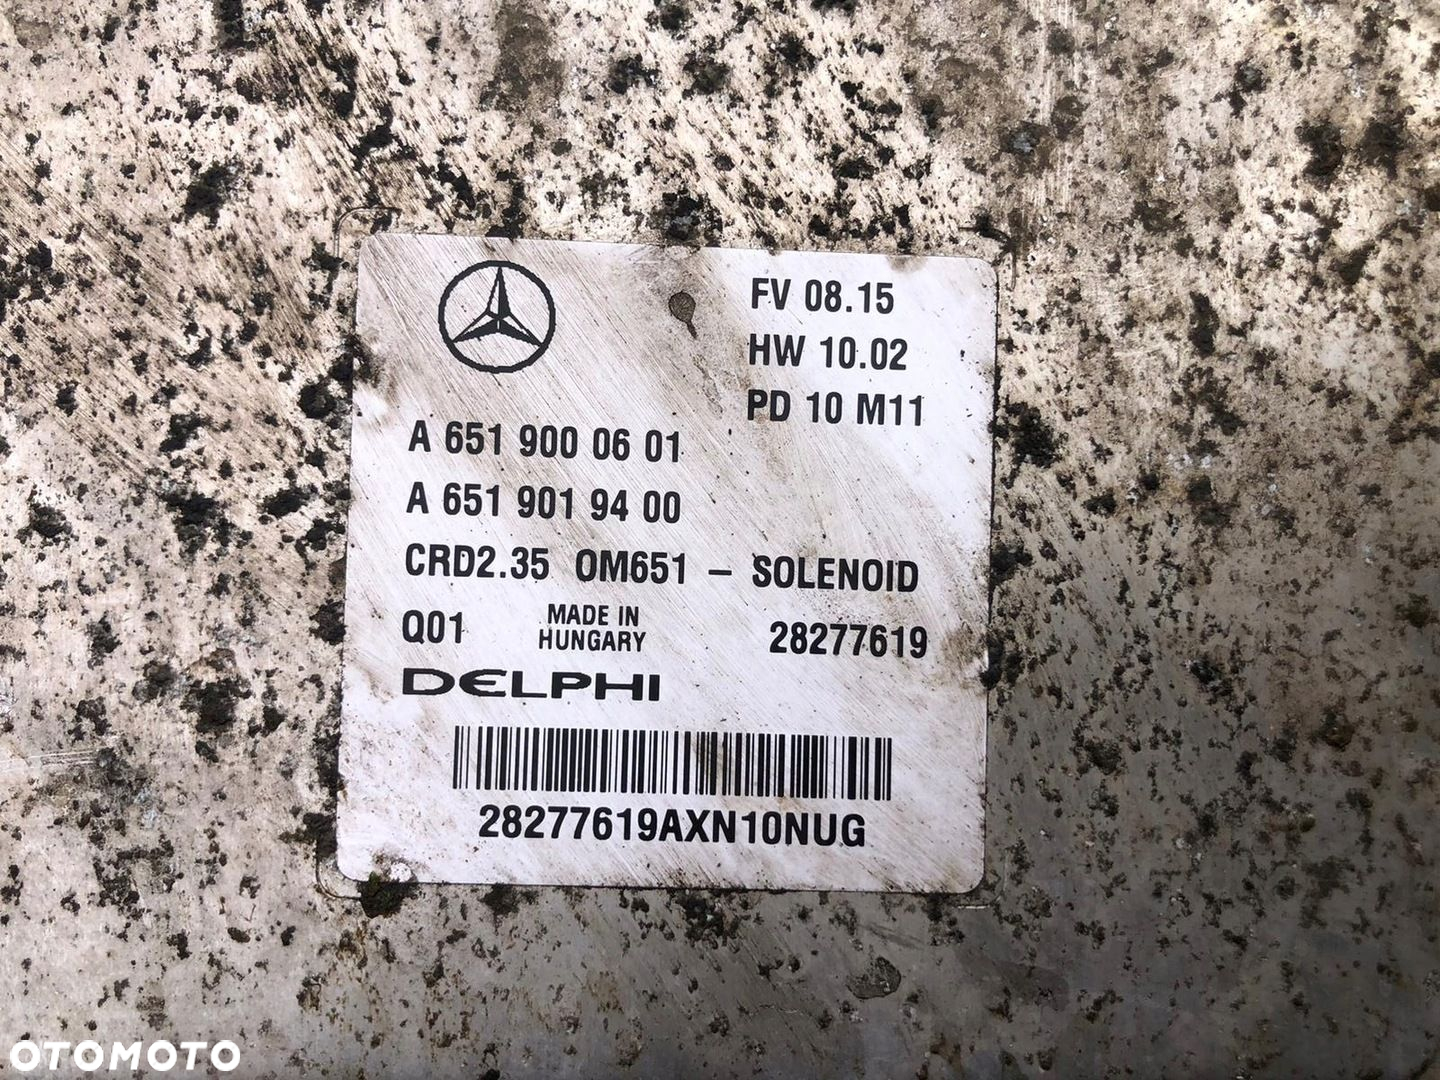 FV 08.15
HW 10.02
PD 10 M11
A 651 900 06 01
A 651 901 94 00
CRD2.35 OM651 – SOLENOID
Q01 MADE IN HUNGARY 28277619
DELPHI
28277619AXN10NUG
OTOMOTO